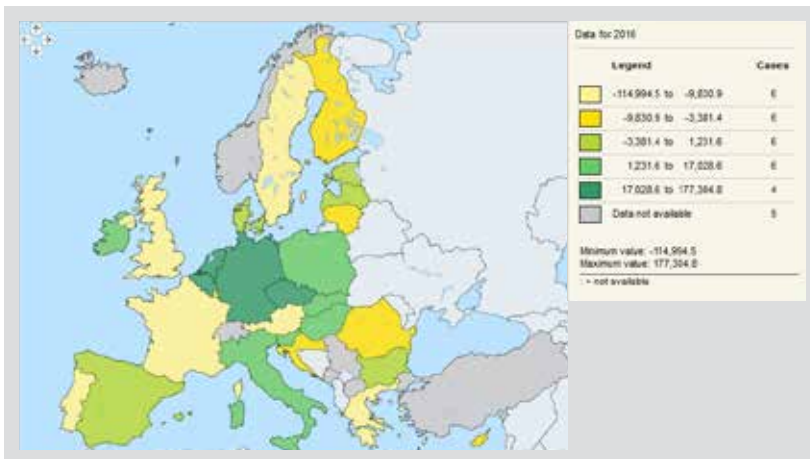 Data for 2016
Legend Cases
-114,994.5 to -9,830.9 6
-9,830.9 to -3,381.4 6
-3,381.4 to 1,231.6 6
1,231.6 to 17,028.6 6
17,028.6 to 177,304.8 4
Data not available 5
Minimum value: -114,994.5
Maximum value: 177,304.8
: = not available